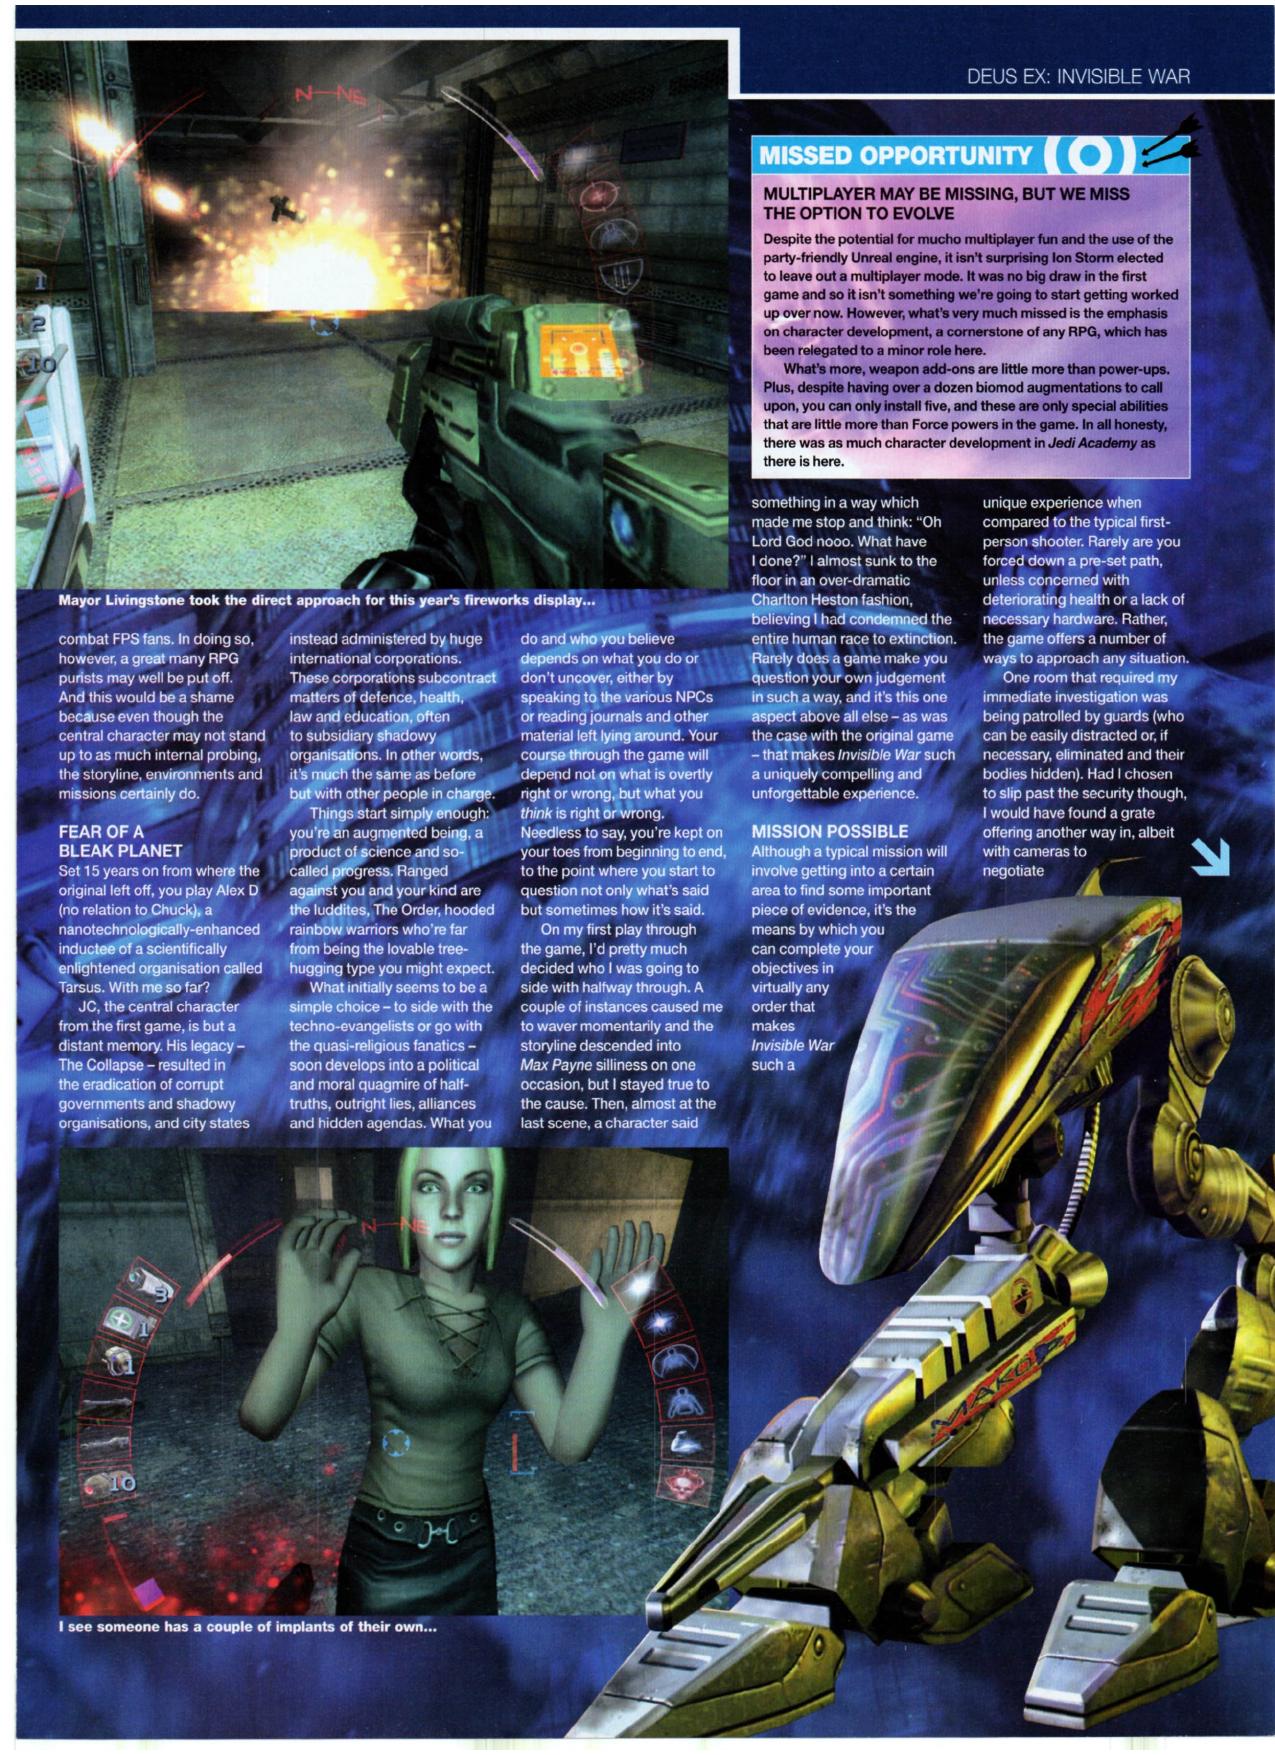 DEUS EX: INVISIBLE WAR
N NE
1
2
10
Mayor Livingstone took the direct approach for this year's fireworks display...
MISSED OPPORTUNITY
MULTIPLAYER MAY BE MISSING, BUT WE MISS
THE OPTION TO EVOLVE
Despite the potential for mucho multiplayer fun and the use of the
party-friendly Unreal engine, it isn't surprising Ion Storm elected
to leave out a multiplayer mode. It was no big draw in the first
game and so it isn't something we're going to start getting worked
up over now. However, what's very much missed is the emphasis
on character development, a cornerstone of any RPG, which has
been relegated to a minor role here.
What's more, weapon add-ons are little more than power-ups.
Plus, despite having over a dozen biomod augmentations to call
upon, you can only install five, and these are only special abilities
that are little more than Force powers in the game. In all honesty,
there was as much character development in Jedi Academy as
there is here.
combat FPS fans. In doing so,
however, a great many RPG
purists may well be put off.
And this would be a shame
because even though the
central character may not stand
up to as much internal probing,
the storyline, environments and
missions certainly do.
FEAR OF A
BLEAK PLANET
Set 15 years on from where the
original left off, you play Alex D
(no relation to Chuck), a
nanotechnologically-enhanced
inductee of a scientifically
enlightened organisation called
Tarsus. With me so far?
JC, the central character
from the first game, is but a
distant memory. His legacy –
The Collapse – resulted in
the eradication of corrupt
governments and shadowy
organisations, and city states
instead administered by huge
international corporations.
These corporations subcontract
matters of defence, health,
law and education, often
to subsidiary shadowy
organisations. In other words,
it's much the same as before
but with other people in charge.
Things start simply enough:
you're an augmented being, a
product of science and so-
called progress. Ranged
against you and your kind are
the luddites, The Order, hooded
rainbow warriors who're far
from being the lovable tree-
hugging type you might expect.
What initially seems to be a
simple choice – to side with the
techno-evangelists or go with
the quasi-religious fanatics –
soon develops into a political
and moral quagmire of half-
truths, outright lies, alliances
and hidden agendas. What you
do and who you believe
depends on what you do or
don't uncover, either by
speaking to the various NPCs
or reading journals and other
material left lying around. Your
course through the game will
depend not on what is overtly
right or wrong, but what you
think is right or wrong.
Needless to say, you're kept on
your toes from beginning to end,
to the point where you start to
question not only what's said
but sometimes how it's said.
On my first play through
the game, I'd pretty much
decided who I was going to
side with halfway through. A
couple of instances caused me
to waver momentarily and the
storyline descended into
Max Payne silliness on one
occasion, but I stayed true to
the cause. Then, almost at the
last scene, a character said
something in a way which
made me stop and think: "Oh
Lord God nooo. What have
I done?" I almost sunk to the
floor in an over-dramatic
Charlton Heston fashion,
believing I had condemned the
entire human race to extinction.
Rarely does a game make you
question your own judgement
in such a way, and it's this one
aspect above all else – as was
the case with the original game
– that makes Invisible War such
a uniquely compelling and
unforgettable experience.
MISSION POSSIBLE
Although a typical mission will
involve getting into a certain
area to find some important
piece of evidence, it's the
means by which you
can complete your
objectives in
virtually any
order that
makes
Invisible War
such a
unique experience when
compared to the typical first-
person shooter. Rarely are you
forced down a pre-set path,
unless concerned with
deteriorating health or a lack of
necessary hardware. Rather,
the game offers a number of
ways to approach any situation.
One room that required my
immediate investigation was
being patrolled by guards (who
can be easily distracted or, if
necessary, eliminated and their
bodies hidden). Had I chosen
to slip past the security though,
I would have found a grate
offering another way in, albeit
with cameras to
negotiate
N NE
3
1
1
10
MAKO
I see someone has a couple of implants of their own...